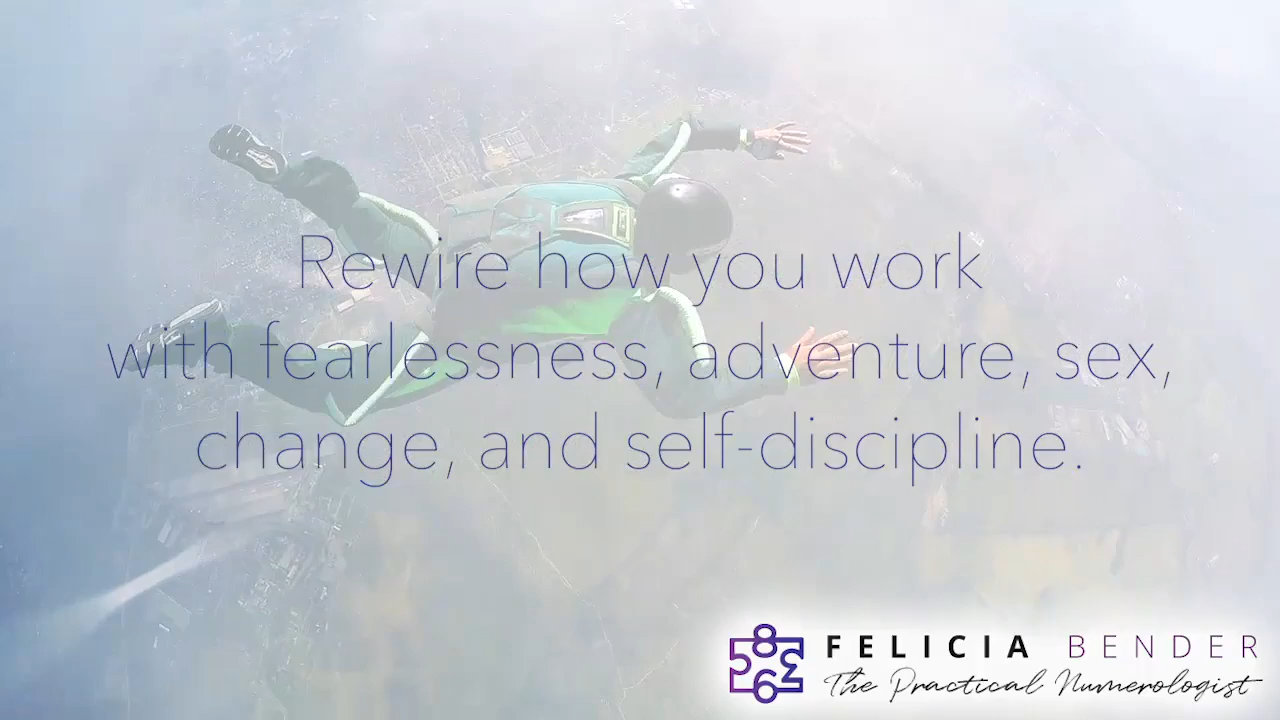 Rewire how you work
with fearlessness, adventure, sex,
change, and self-discipline.
FELICIA BENDER
The Practical Numerologist